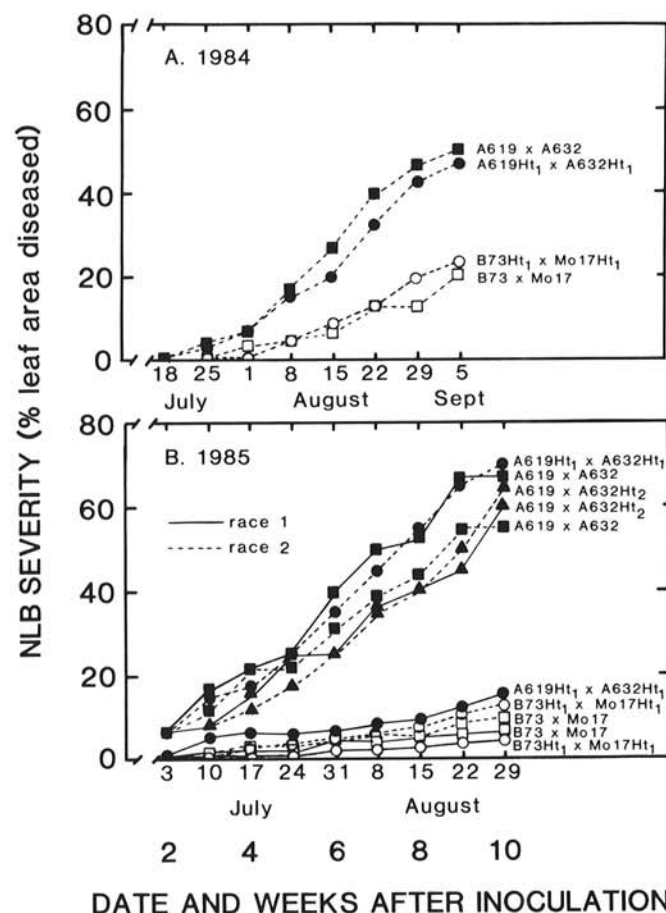 NLB SEVERITY (% leaf area diseased)
80
60
40
20
0
A. 1984
A619 x A632
A619Ht₁ x A632Ht₁
B73Ht₁ x Mo17Ht₁
B73 x Mo17
18 25 1 8 15 22 29 5
July August Sept
80
60
40
20
0
B. 1985
race 1
race 2
A619Ht₁ x A632Ht₁
A619 x A632
A619 x A632Ht₂
A619 x A632Ht₂
A619 x A632
A619Ht₁ x A632Ht₁
B73Ht₁ x Mo17Ht₁
B73 x Mo17
B73 x Mo17
B73Ht₁ x Mo17Ht₁
3 10 17 24 31 8 15 22 29
July August
2 4 6 8 10
DATE AND WEEKS AFTER INOCULATION